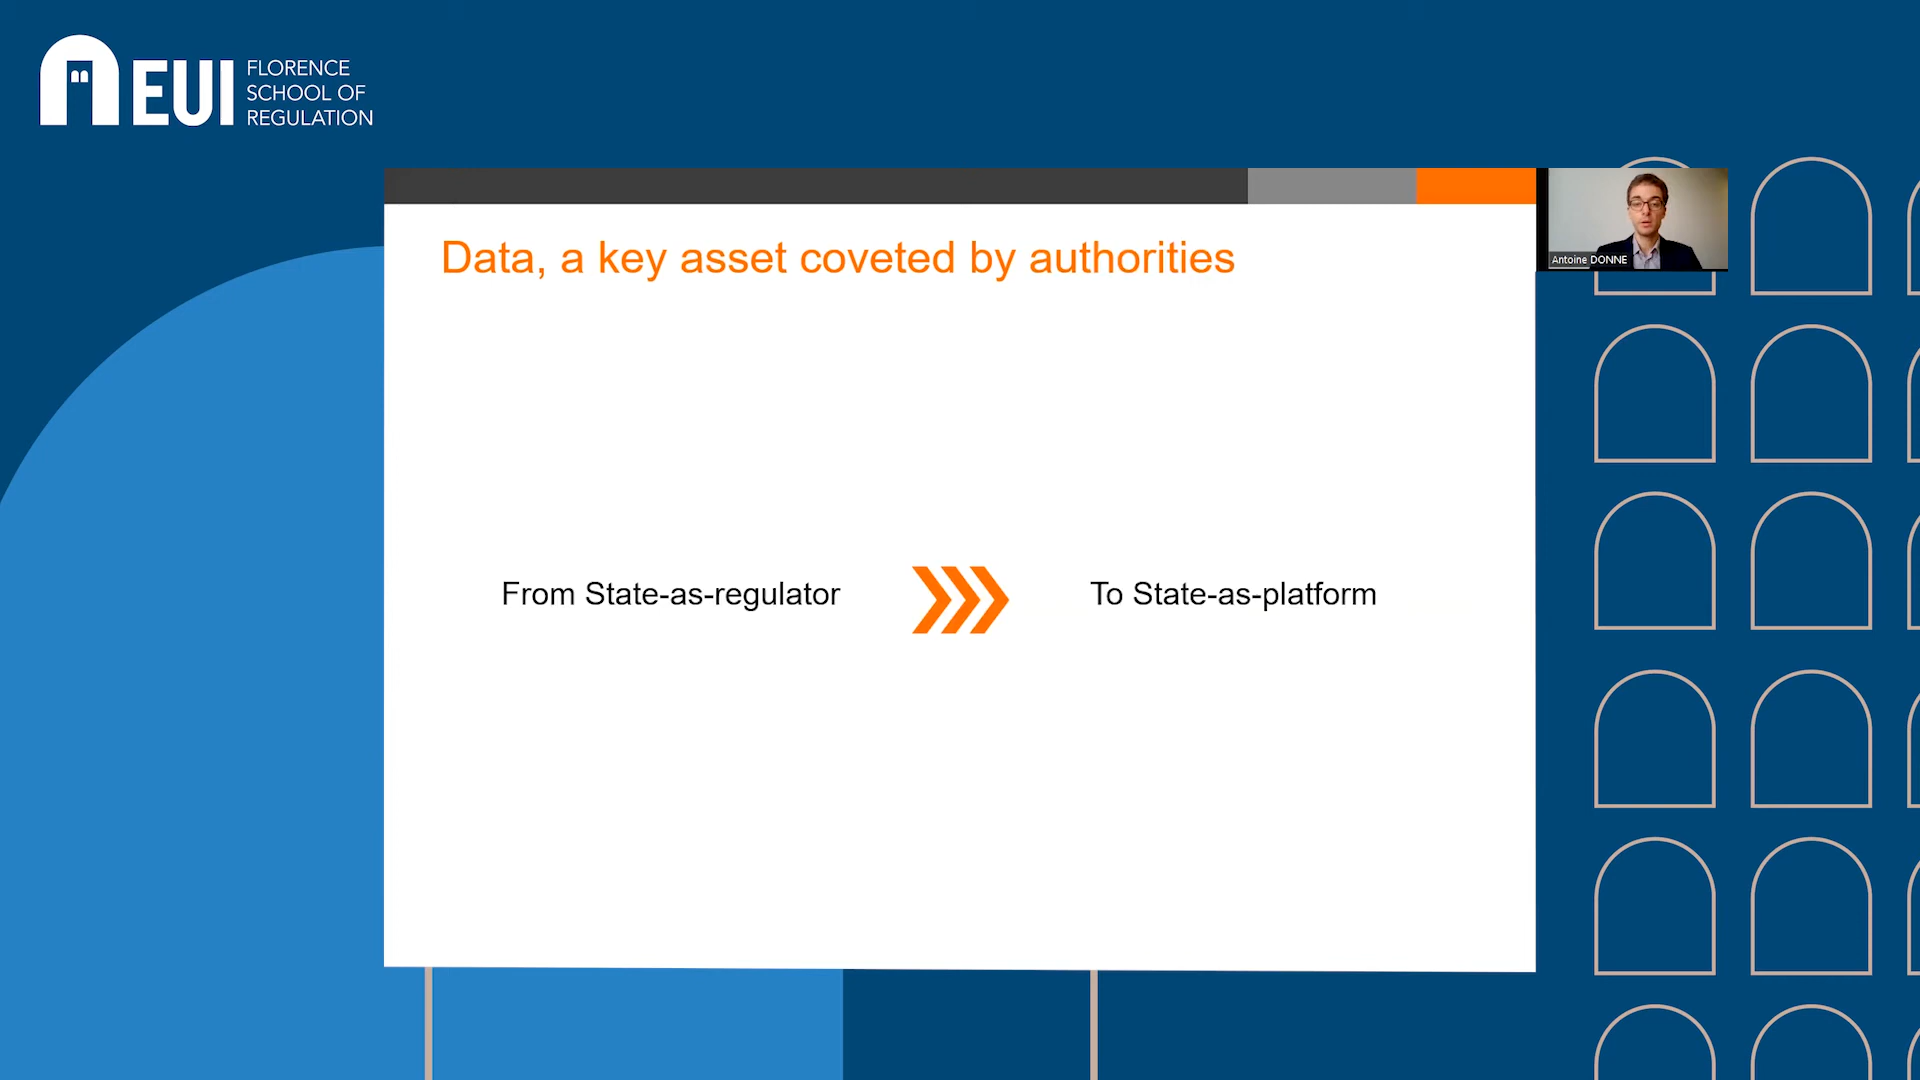 EUI
FLORENCE
SCHOOL OF
REGULATION
Data, a key asset coveted by authorities
Antoine DONNE
From State-as-regulator
To State-as-platform